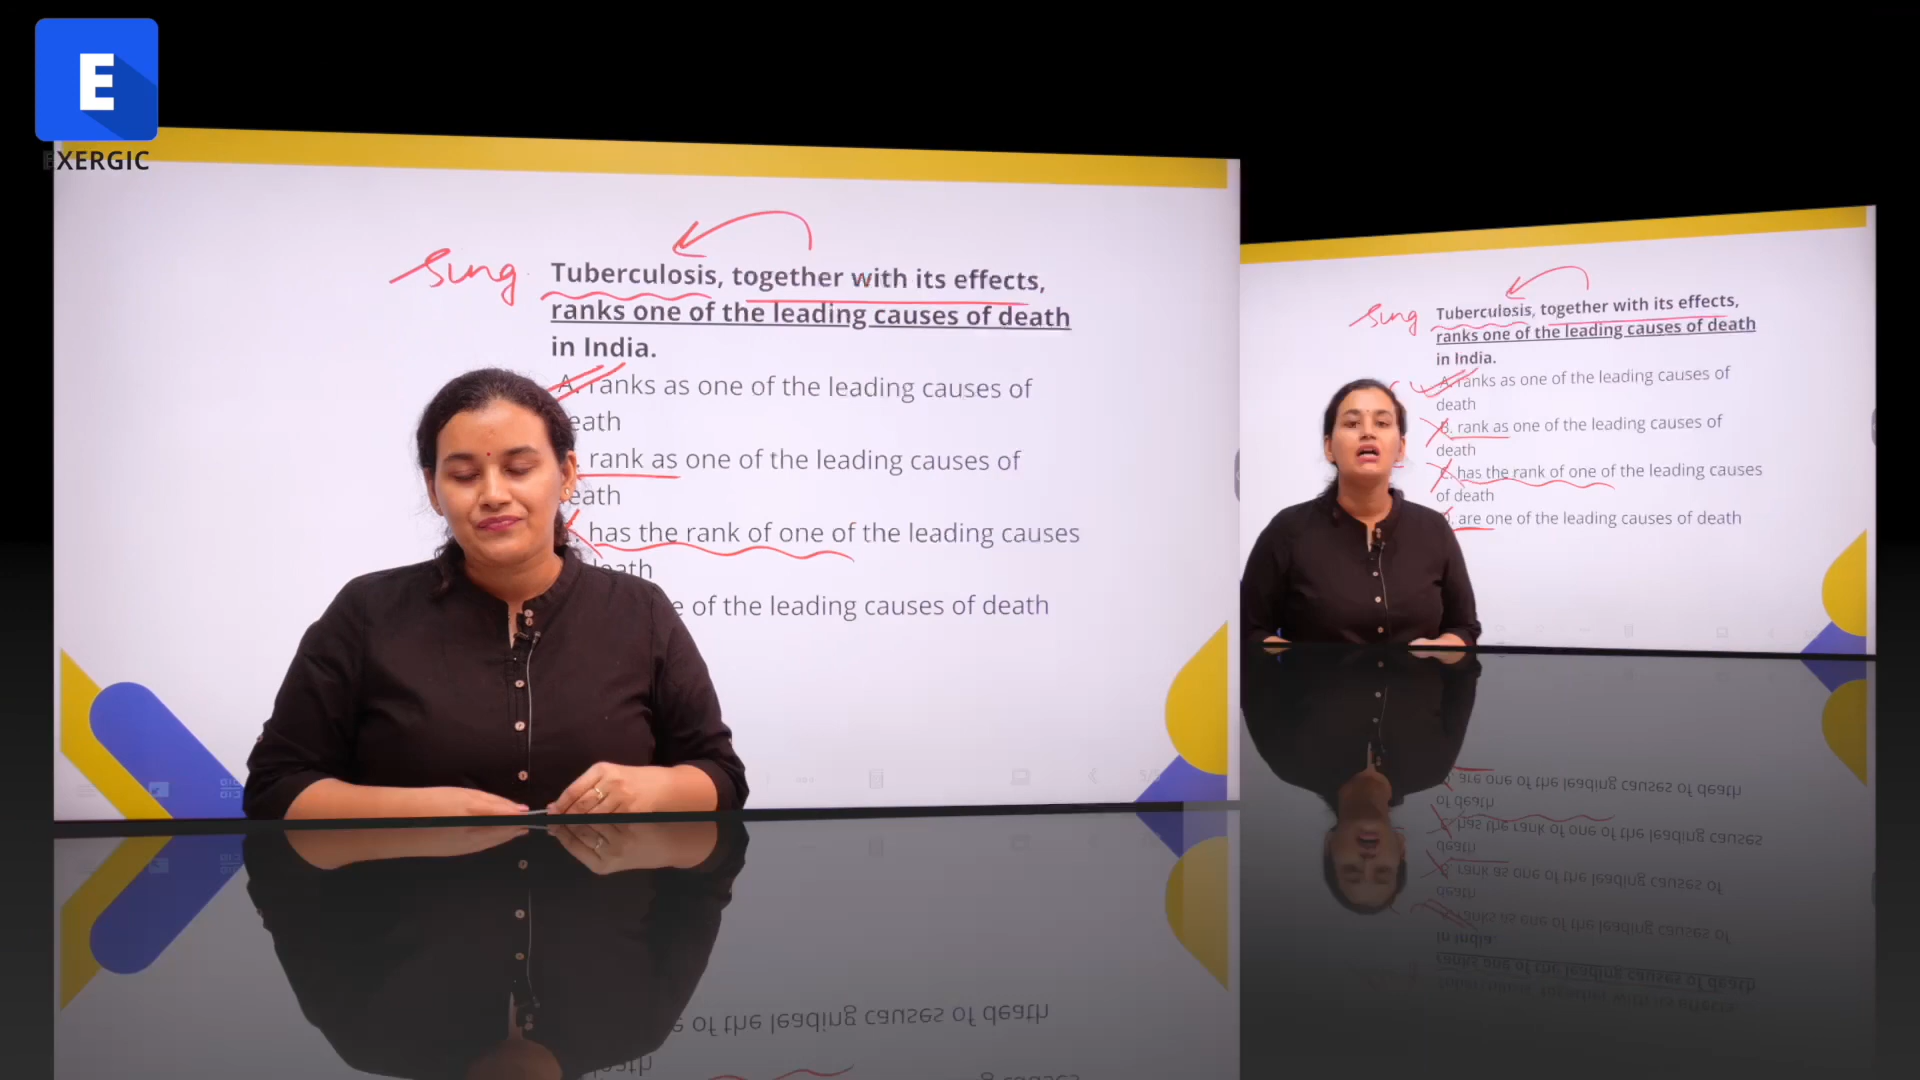 E
EXERGIC
Sing
Tuberculosis, together with its effects,
ranks one of the leading causes of death
in India.
A. ranks as one of the leading causes of
eath
. rank as one of the leading causes of
eath
. has the rank of one of the leading causes
death
e of the leading causes of death
Sing
Tuberculosis, together with its effects,
ranks one of the leading causes of death
in India.
A. ranks as one of the leading causes of
death
B. rank as one of the leading causes of
death
C. has the rank of one of the leading causes
of death
D. are one of the leading causes of death